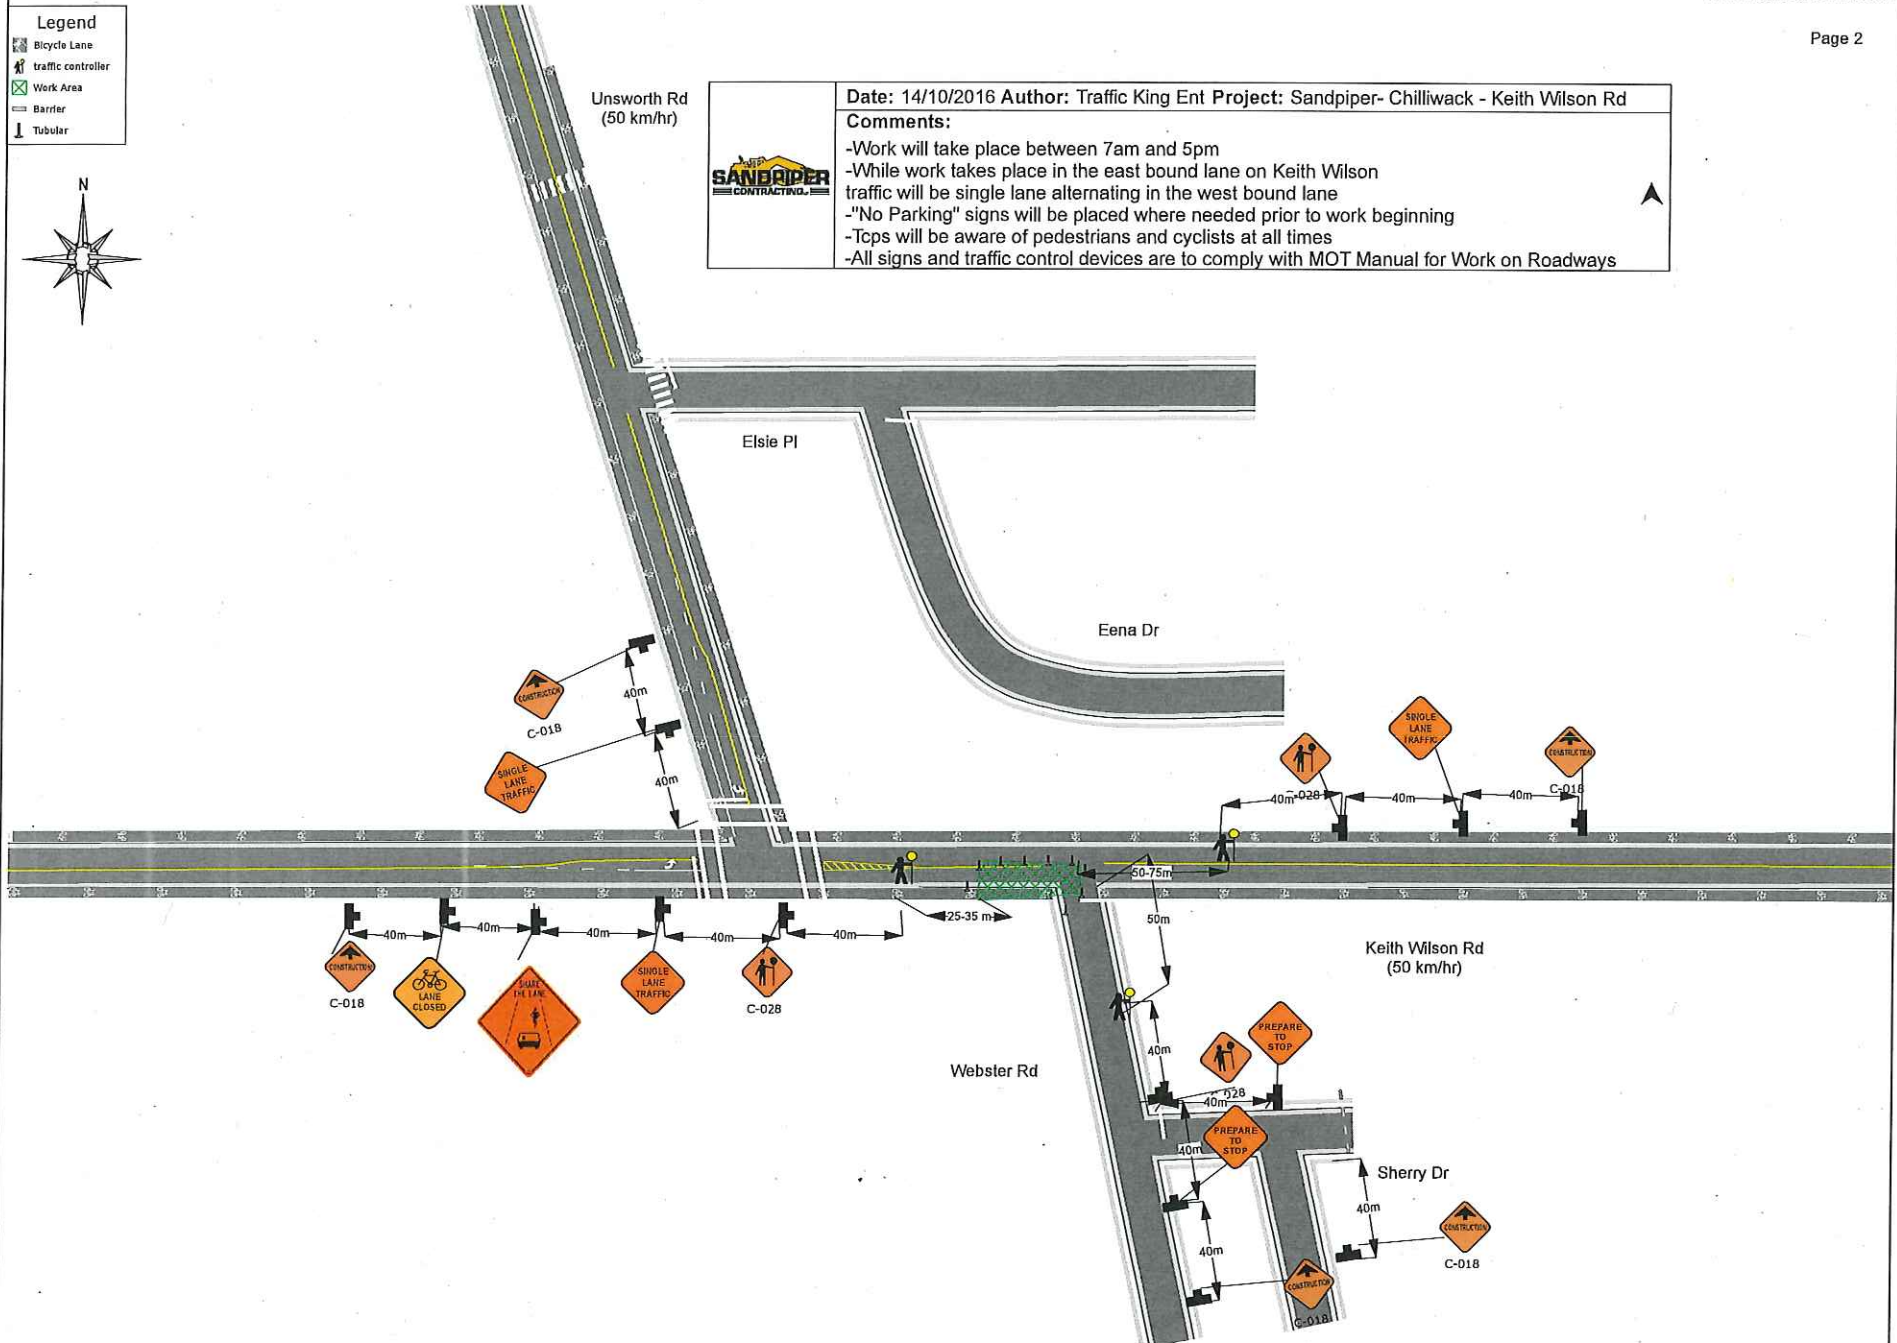 Page 2
Legend
Bicycle Lane
traffic controller
Work Area
Barrier
Tubular
N
Unsworth Rd
(50 km/hr)
SANDPIPER
CONTRACTING
Date: 14/10/2016 Author: Traffic King Ent Project: Sandpiper- Chilliwack - Keith Wilson Rd
Comments:
-Work will take place between 7am and 5pm
-While work takes place in the east bound lane on Keith Wilson
traffic will be single lane alternating in the west bound lane
-"No Parking" signs will be placed where needed prior to work beginning
-Tcps will be aware of pedestrians and cyclists at all times
-All signs and traffic control devices are to comply with MOT Manual for Work on Roadways
Elsie Pl
Eena Dr
CONSTRUCTION
C-018
40m
SINGLE
LANE
TRAFFIC
40m
C-028
40m
SINGLE
LANE
TRAFFIC
40m
40m
CONSTRUCTION
C-018
50-75m
50m
25-35 m
40m
40m
40m
40m
40m
CONSTRUCTION
C-018
LANE
CLOSED
SHARE
THE LANE
SINGLE
LANE
TRAFFIC
C-028
Keith Wilson Rd
(50 km/hr)
Webster Rd
40m
PREPARE
TO
STOP
40m
PREPARE
TO
STOP
40m
Sherry Dr
40m
40m
CONSTRUCTION
C-018
CONSTRUCTION
C-018